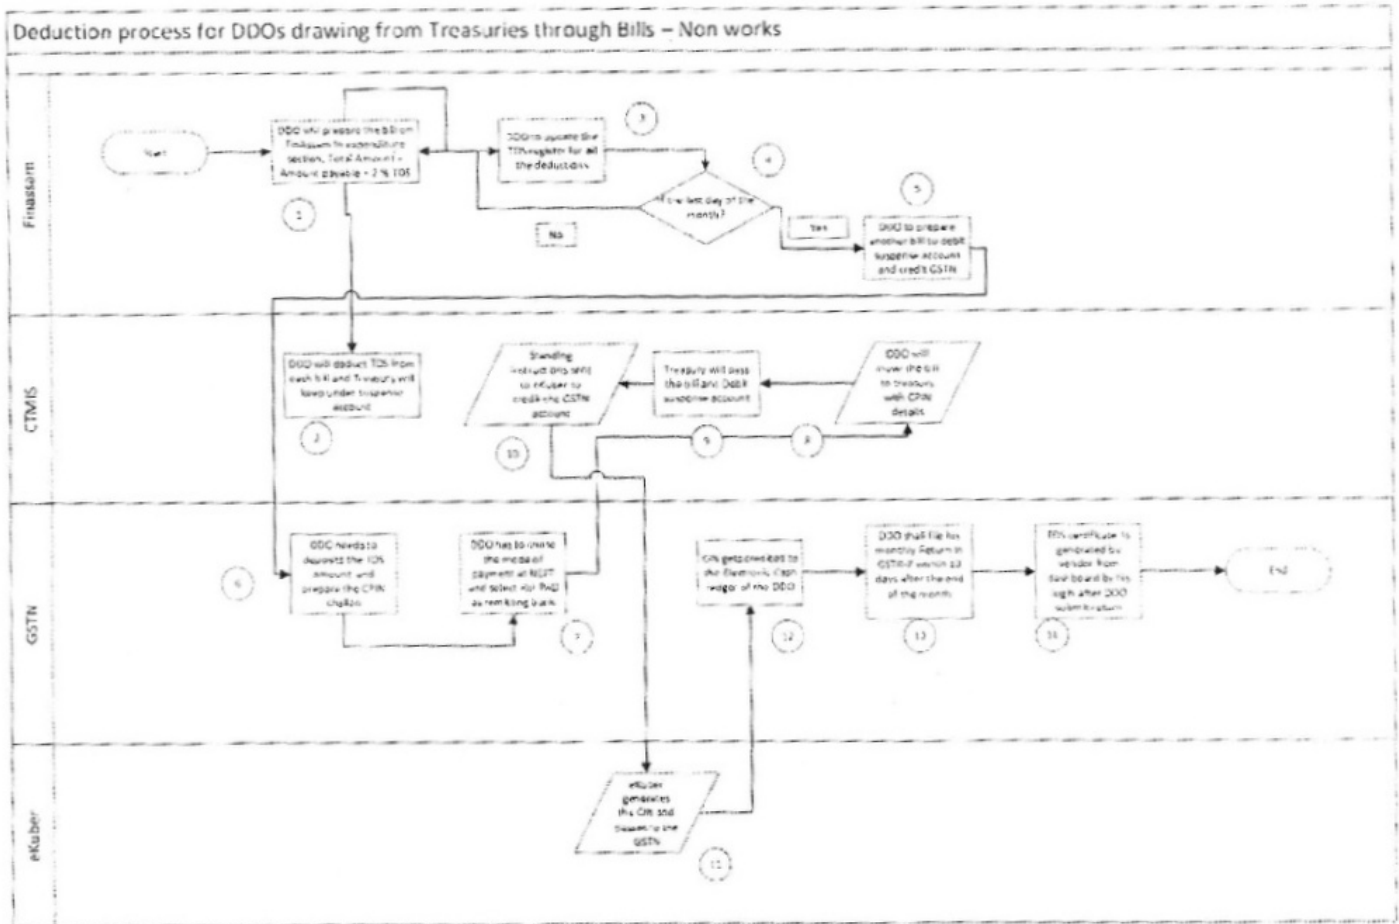 Deduction process for DDOs drawing from Treasuries through Bills – Non works
Finassam
Start
DDO will prepare the bill on
FinAssam in expenditure
section, Total Amount =
Amount payable + 2 % TDS
1
DDO to update the
TDS register for all
the deductions
3
If the last day of the
month?
4
No
Yes
DDO to prepare
another bill to debit
suspense account
and credit GSTN
5
CTMIS
DDO will deduct TDS from
each bill and Treasury will
keep under suspense
account
2
Standing
instructions sent
to eKuber to
credit the GSTN
account
10
Treasury will pass
the bill and Debit
suspense account
9
DDO will
the bill
to treasury
with CPIN
details
8
GSTN
DDO needs to
deposits the TDS
amount and
prepare the CPIN
challan
6
DDO has to
the mode of
payment as NEFT
and select
as remitting bank
7
CIN gets credited to
the Electronic Cash
ledger of the DDO
12
DDO shall file his
monthly Return in
GSTR-7 within 10
days after the end
of the month
13
TDS certificate is
generated by
vendor from
dashboard by his
login after DDO
14
End
eKuber
eKuber
generates
the CIN and
to the
GSTN
11